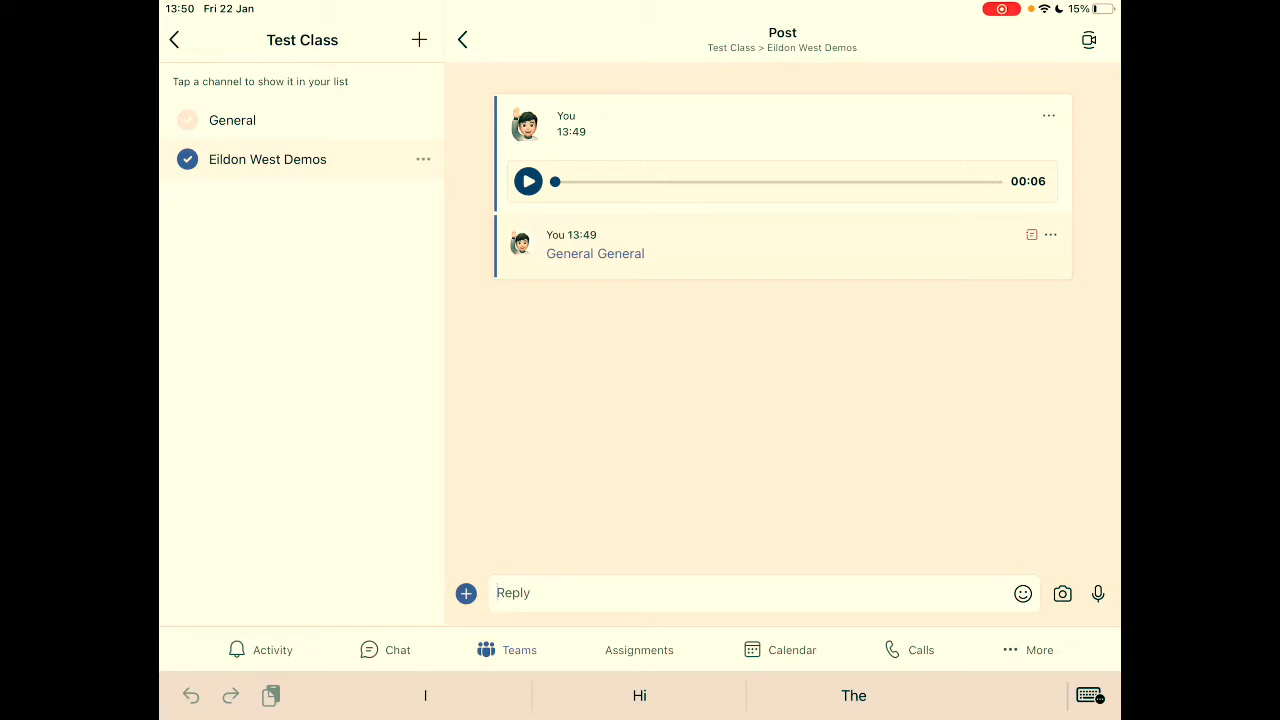 13:50 Fri 22 Jan
15%
Test Class
Tap a channel to show it in your list
General
Eildon West Demos
Post
Test Class > Eildon West Demos
You
13:49
00:06
You 13:49
General General
Reply
Activity
Chat
Teams
Assignments
Calendar
Calls
More
I
Hi
The